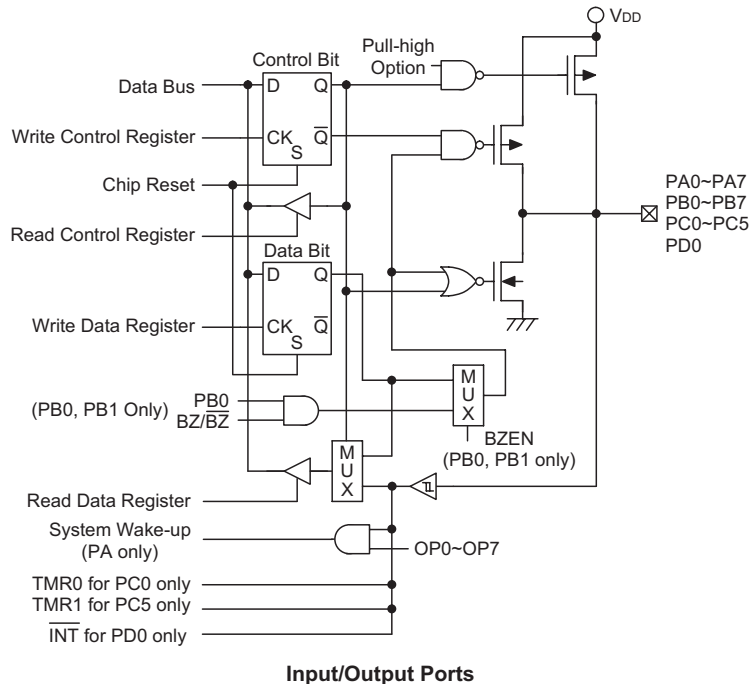 VDD
Control Bit
Pull-high
Option
Data Bus
D
Q
Write Control Register
CK
Q̅
S
Chip Reset
PA0~PA7
PB0~PB7
PC0~PC5
PD0
Read Control Register
Data Bit
D
Q
Write Data Register
CK
Q̅
S
M
U
X
PB0
(PB0, PB1 Only)
BZ/B̅Z̅
BZEN
(PB0, PB1 only)
M
U
X
Read Data Register
System Wake-up
(PA only)
OP0~OP7
TMR0 for PC0 only
TMR1 for PC5 only
I̅N̅T̅ for PD0 only
Input/Output Ports